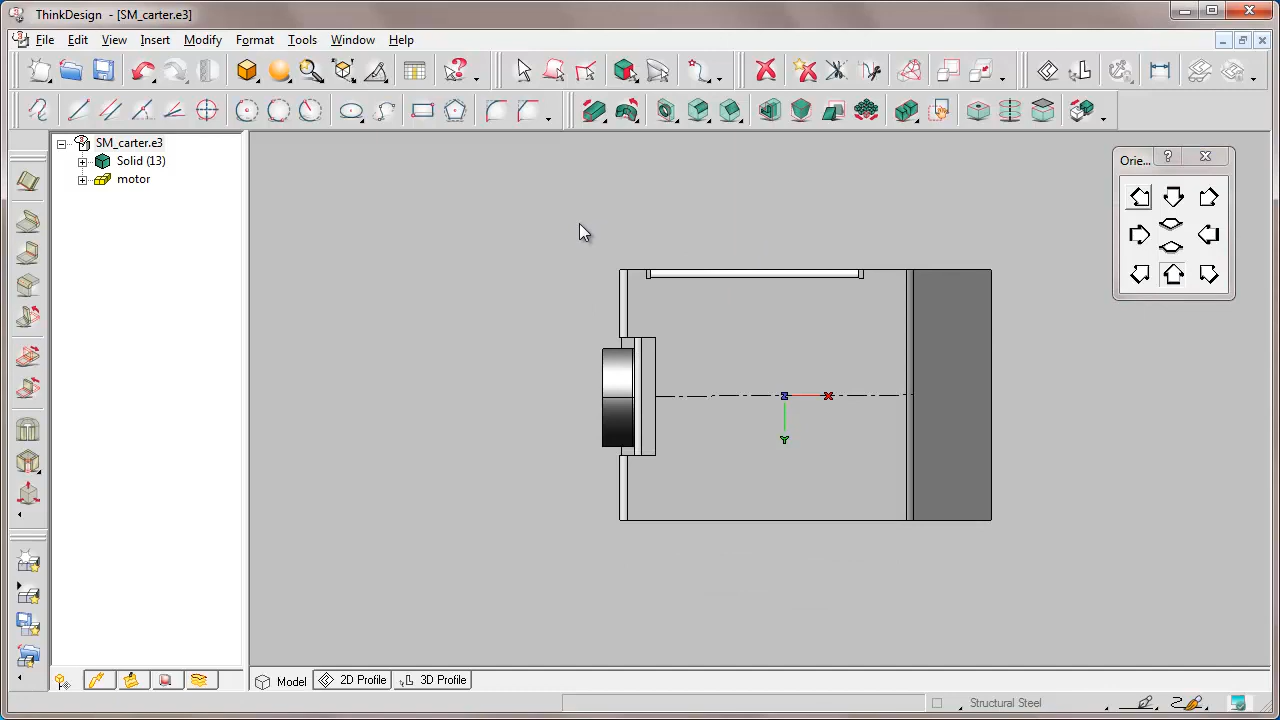 ThinkDesign - [SM_carter.e3]
File Edit View Insert Modify Format Tools Window Help
SM_carter.e3
Solid (13)
motor
Orie...
Z X
Y
Model 2D Profile 3D Profile
Structural Steel